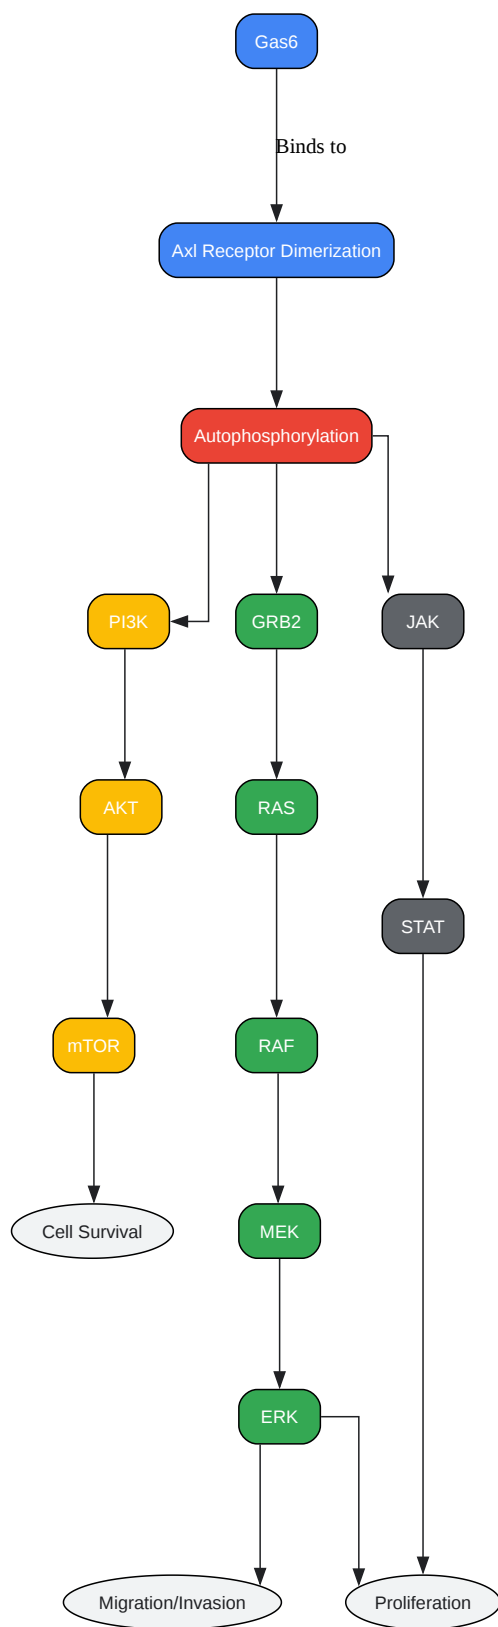 Gas6
Binds to
Axl Receptor Dimerization
Autophosphorylation
PI3K
GRB2
JAK
AKT
RAS
STAT
mTOR
RAF
Cell Survival
MEK
ERK
Migration/Invasion
Proliferation